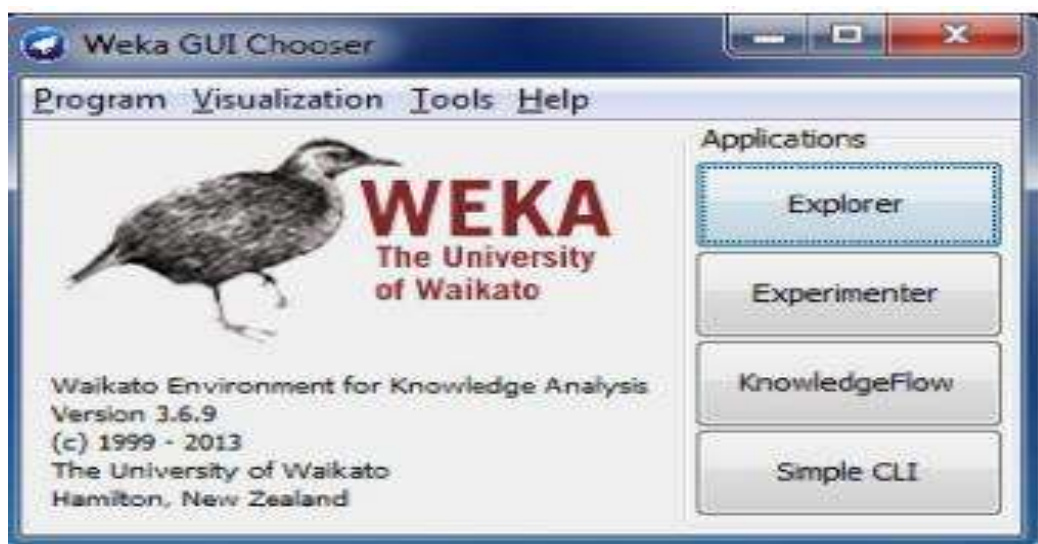 Weka GUI Chooser
Program Visualization Tools Help
WEKA
The University
of Waikato
Waikato Environment for Knowledge Analysis
Version 3.6.9
(c) 1999 - 2013
The University of Waikato
Hamilton, New Zealand
Applications
Explorer
Experimenter
KnowledgeFlow
Simple CLI